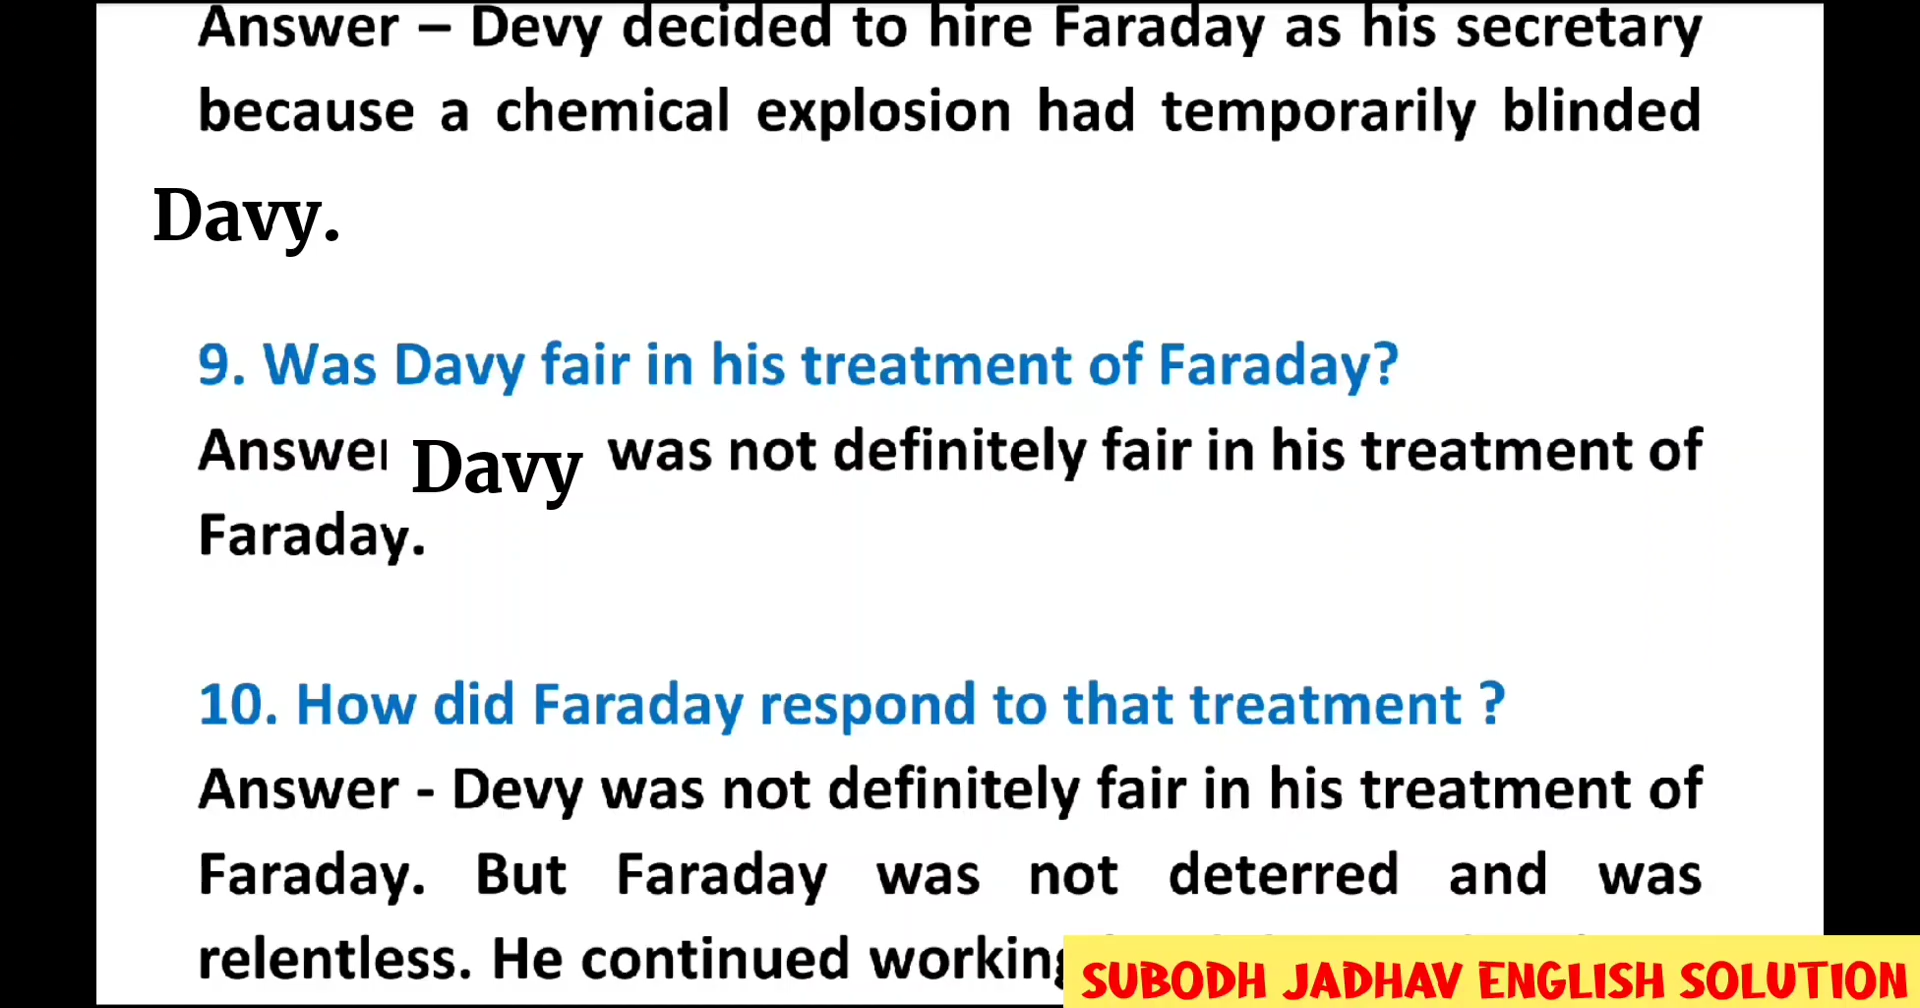 Answer – Devy decided to hire Faraday as his secretary
because a chemical explosion had temporarily blinded
Davy.
9. Was Davy fair in his treatment of Faraday?
Answer Davy was not definitely fair in his treatment of
Faraday.
10. How did Faraday respond to that treatment ?
Answer - Devy was not definitely fair in his treatment of
Faraday. But Faraday was not deterred and was
relentless. He continued working
SUBODH JADHAV ENGLISH SOLUTION